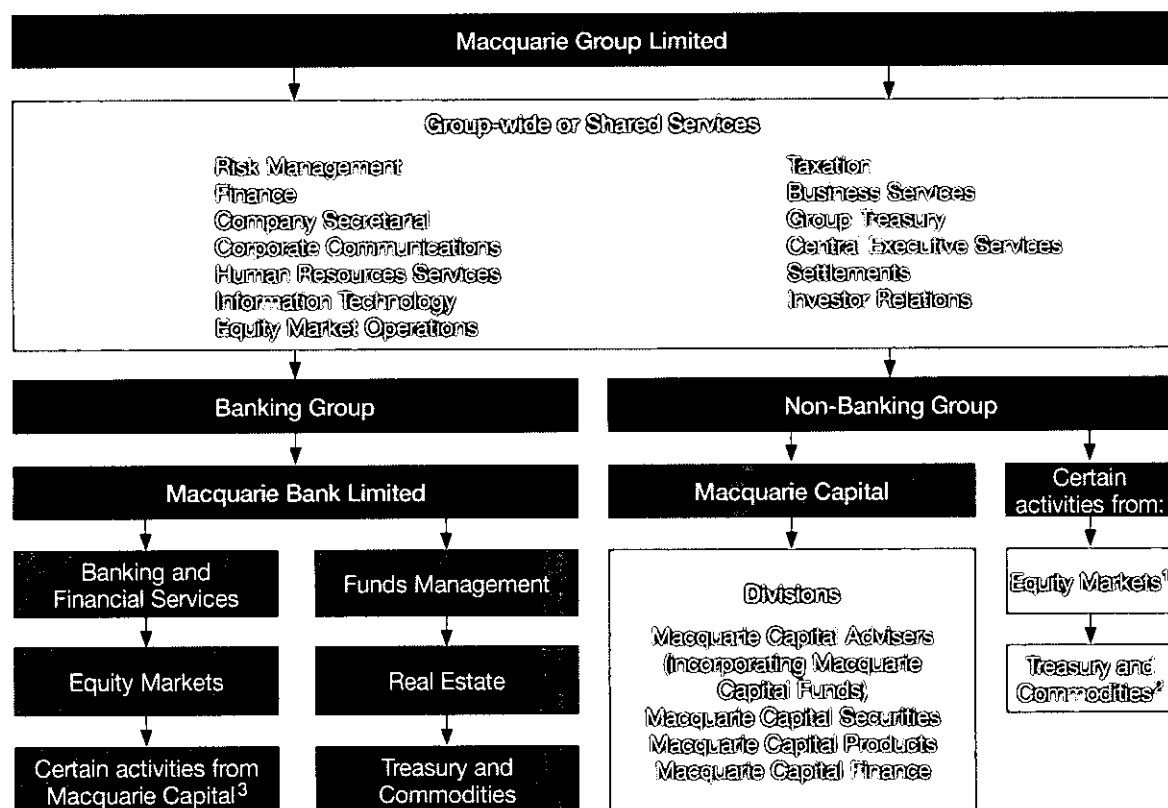 Macquarie Group Limited
Group-wide or Shared Services
Risk Management
Finance
Company Secretarial
Corporate Communications
Human Resources Services
Information Technology
Equity Market Operations
Taxation
Business Services
Group Treasury
Central Executive Services
Settlements
Investor Relations
Banking Group
Non-Banking Group
Macquarie Bank Limited
Macquarie Capital
Certain
activities from:
Banking and
Financial Services
Funds Management
Equity Markets
Real Estate
Certain activities from
Macquarie Capital³
Treasury and
Commodities
Divisions
Macquarie Capital Advisers
(incorporating Macquarie
Capital Funds)
Macquarie Capital Securities
Macquarie Capital Products
Macquarie Capital Finance
Equity Markets¹
Treasury and
Commodities²